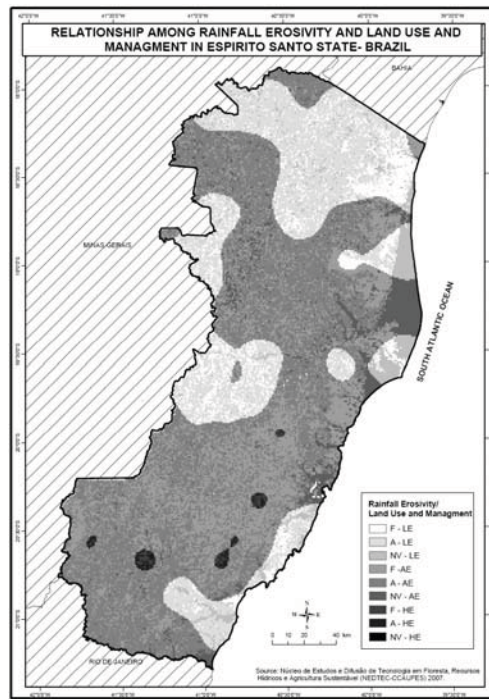 RELATIONSHIP AMONG RAINFALL EROSIVITY AND LAND USE AND
MANAGMENT IN ESPIRITO SANTO STATE- BRAZIL
BAHIA
MINAS GERAIS
SOUTH ATLANTIC OCEAN
RIO DE JANEIRO
Rainfall Erosivity/
Land Use and Managment
F - LE
A - LE
NV - LE
F -AE
A - AE
NV - AE
F - HE
A - HE
NV - HE
N
W
E
S
0 20 40 km
Source: Núcleo de Estudos e Difusão de Tecnologia em Floresta, Recursos
Hídricos e Agricultura Sustentável (NEDTEC-CCAUFES) 2007.